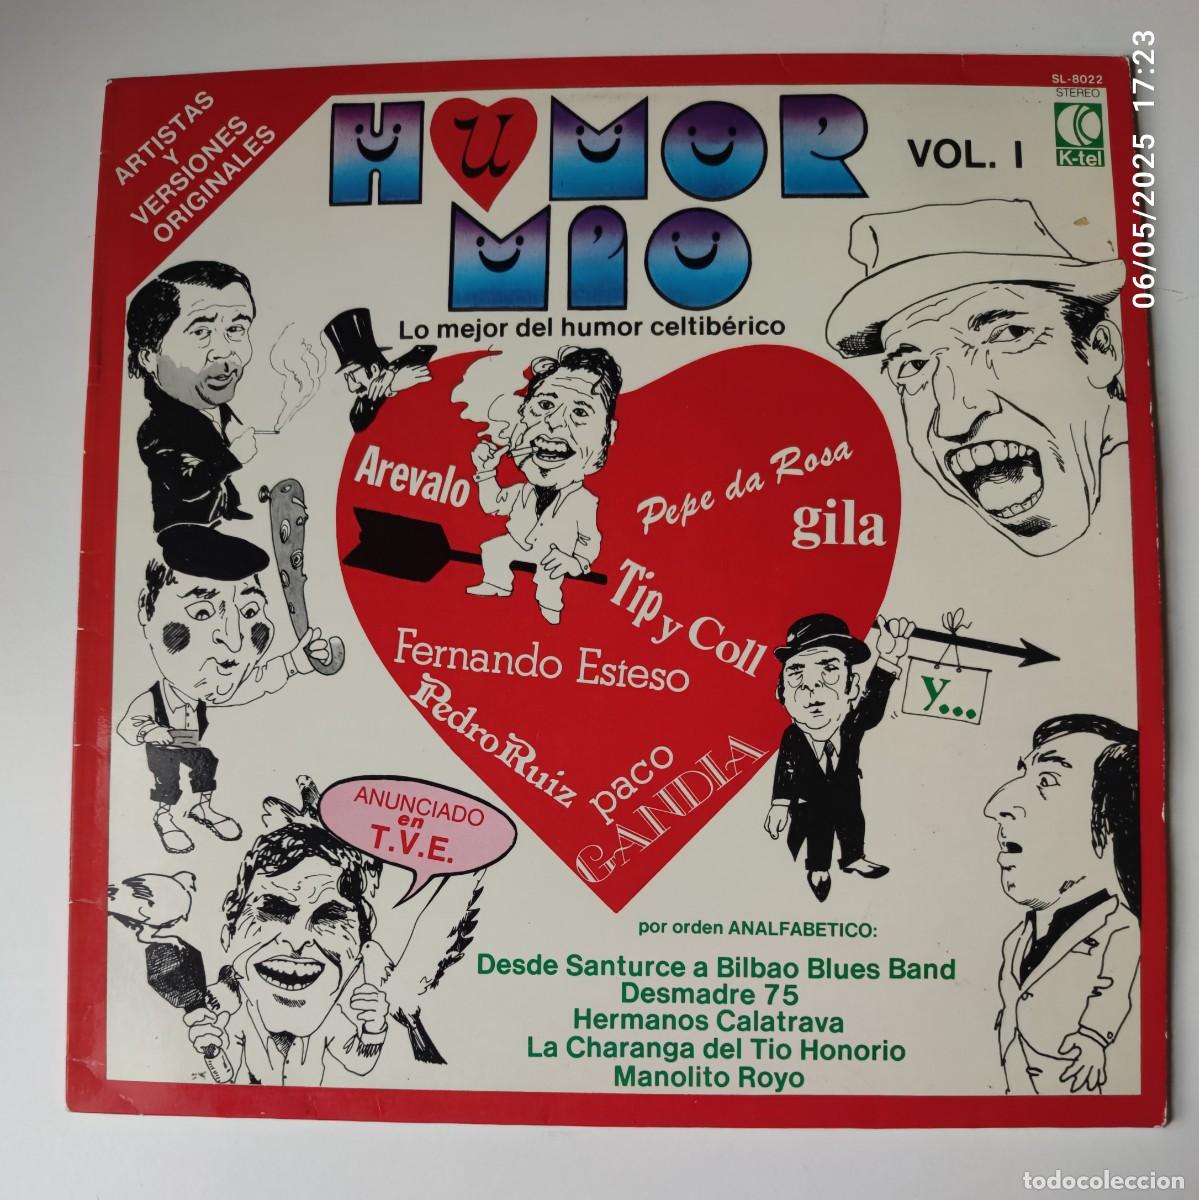 ARTISTAS
Y
VERSIONES
ORIGINALES
HUMOR
MIO
VOL. I
SL-8022
STEREO
K-tel
Lo mejor del humor celtibérico
Arevalo
Pepe da Rosa
gila
Tip y Coll
Fernando Esteso
Pedro Ruiz
paco
GANDIA
y...
ANUNCIADO
en
T.V.E.
por orden ANALFABETICO:
Desde Santurce a Bilbao Blues Band
Desmadre 75
Hermanos Calatrava
La Charanga del Tio Honorio
Manolito Royo
06/05/2025 17:23
todocoleccion